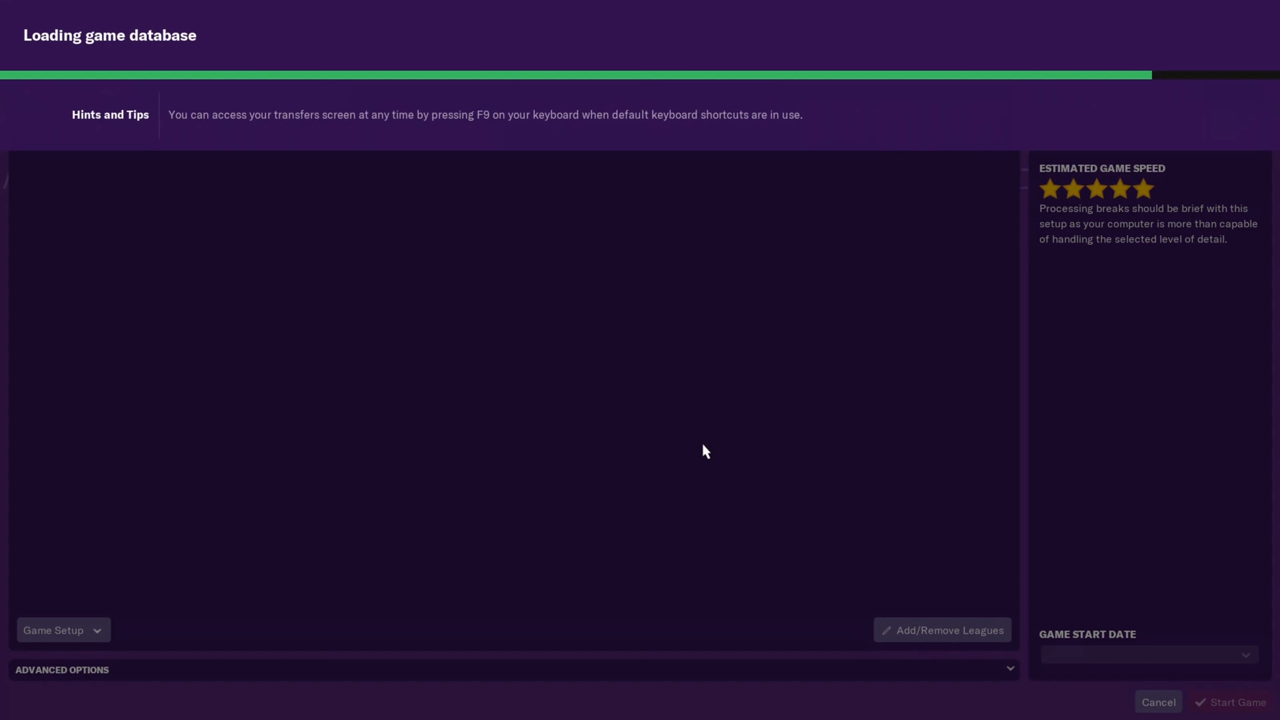 Loading game database
Hints and Tips
You can access your transfers screen at any time by pressing F9 on your keyboard when default keyboard shortcuts are in use.
ESTIMATED GAME SPEED
Processing breaks should be brief with this
setup as your computer is more than capable
of handling the selected level of detail.
Game Setup
Add/Remove Leagues
GAME START DATE
ADVANCED OPTIONS
Cancel
Start Game